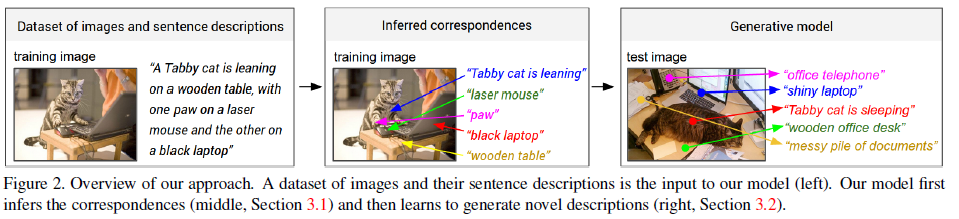 Dataset of images and sentence descriptions
training image
“A Tabby cat is leaning
on a wooden table, with
one paw on a laser
mouse and the other on
a black laptop”
Inferred correspondences
training image
“Tabby cat is leaning”
“laser mouse”
“paw”
“black laptop”
“wooden table”
Generative model
test image
“office telephone”
“shiny laptop”
“Tabby cat is sleeping”
“wooden office desk”
“messy pile of documents”
Figure 2. Overview of our approach. A dataset of images and their sentence descriptions is the input to our model (left). Our model first
infers the correspondences (middle, Section 3.1) and then learns to generate novel descriptions (right, Section 3.2).